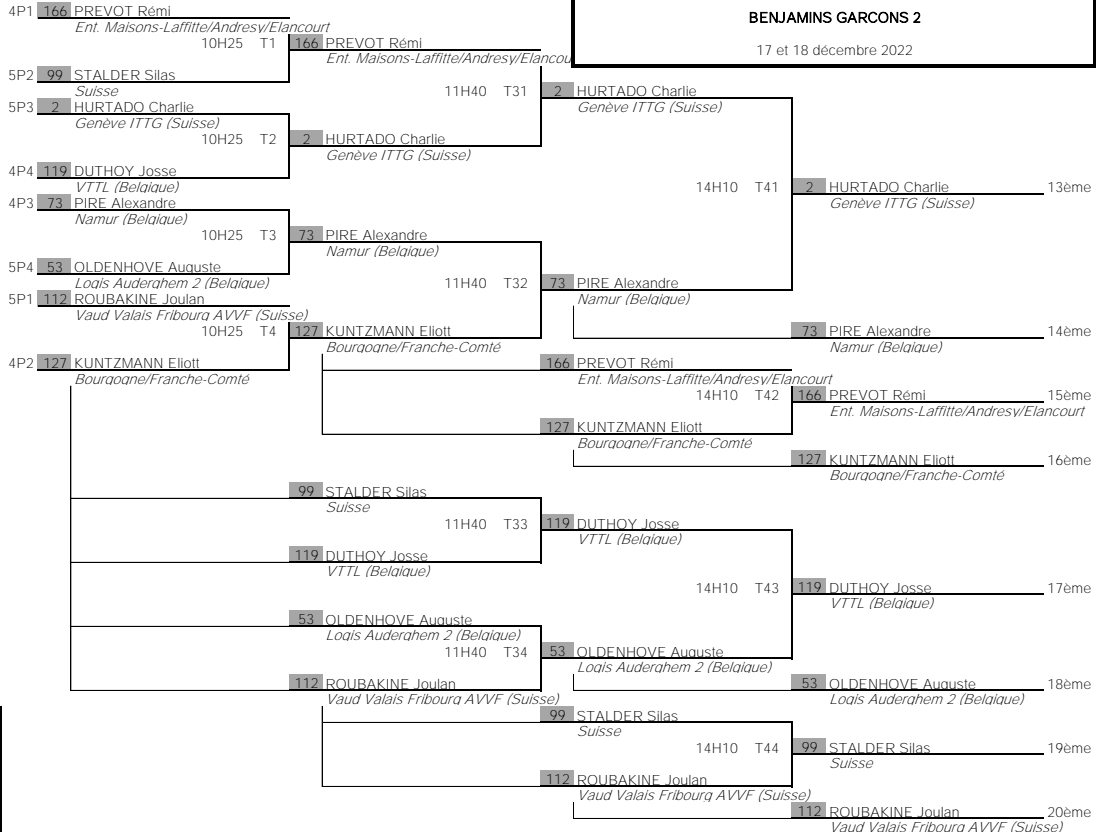 BENJAMINS GARCONS 2
17 et 18 décembre 2022
4P1 166 PREVOT Rémi
Ent. Maisons-Laffitte/Andresy/Elancourt
10H25 T1 166 PREVOT Rémi
Ent. Maisons-Laffitte/Andresy/Elancou
5P2 99 STALDER Silas
Suisse
11H40 T31 2 HURTADO Charlie
Genève ITTG (Suisse)
5P3 2 HURTADO Charlie
Genève ITTG (Suisse)
10H25 T2 2 HURTADO Charlie
Genève ITTG (Suisse)
4P4 119 DUTHOY Josse
VTTL (Belgique)
14H10 T41 2 HURTADO Charlie 13ème
Genève ITTG (Suisse)
4P3 73 PIRE Alexandre
Namur (Belgique)
10H25 T3 73 PIRE Alexandre
Namur (Belgique)
5P4 53 OLDENHOVE Auguste
Logis Auderghem 2 (Belgique)
11H40 T32 73 PIRE Alexandre
Namur (Belgique)
5P1 112 ROUBAKINE Joulan
Vaud Valais Fribourg AVVF (Suisse)
10H25 T4 127 KUNTZMANN Eliott
Bourgogne/Franche-Comté
73 PIRE Alexandre 14ème
Namur (Belgique)
4P2 127 KUNTZMANN Eliott
Bourgogne/Franche-Comté
166 PREVOT Rémi
Ent. Maisons-Laffitte/Andresy/Elancourt
14H10 T42 166 PREVOT Rémi 15ème
Ent. Maisons-Laffitte/Andresy/Elancourt
127 KUNTZMANN Eliott
Bourgogne/Franche-Comté
127 KUNTZMANN Eliott 16ème
Bourgogne/Franche-Comté
99 STALDER Silas
Suisse
11H40 T33 119 DUTHOY Josse
VTTL (Belgique)
119 DUTHOY Josse
VTTL (Belgique)
14H10 T43 119 DUTHOY Josse 17ème
VTTL (Belgique)
53 OLDENHOVE Auguste
Logis Auderghem 2 (Belgique)
11H40 T34 53 OLDENHOVE Auguste
Logis Auderghem 2 (Belgique)
112 ROUBAKINE Joulan
Vaud Valais Fribourg AVVF (Suisse)
53 OLDENHOVE Auguste 18ème
Logis Auderghem 2 (Belgique)
99 STALDER Silas
Suisse
14H10 T44 99 STALDER Silas 19ème
Suisse
112 ROUBAKINE Joulan
Vaud Valais Fribourg AVVF (Suisse)
112 ROUBAKINE Joulan 20ème
Vaud Valais Fribourg AVVF (Suisse)